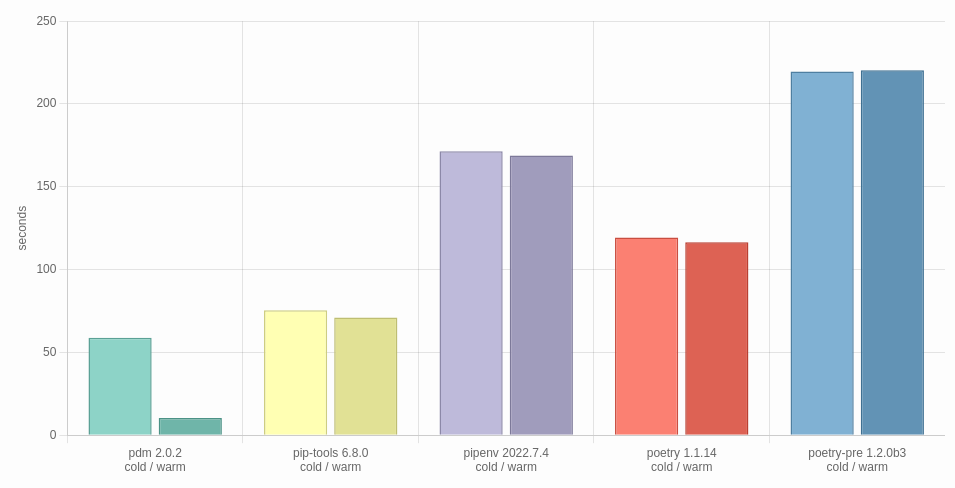 250
200
150
100
50
0
seconds
pdm 2.0.2
cold / warm
pip-tools 6.8.0
cold / warm
pipenv 2022.7.4
cold / warm
poetry 1.1.14
cold / warm
poetry-pre 1.2.0b3
cold / warm